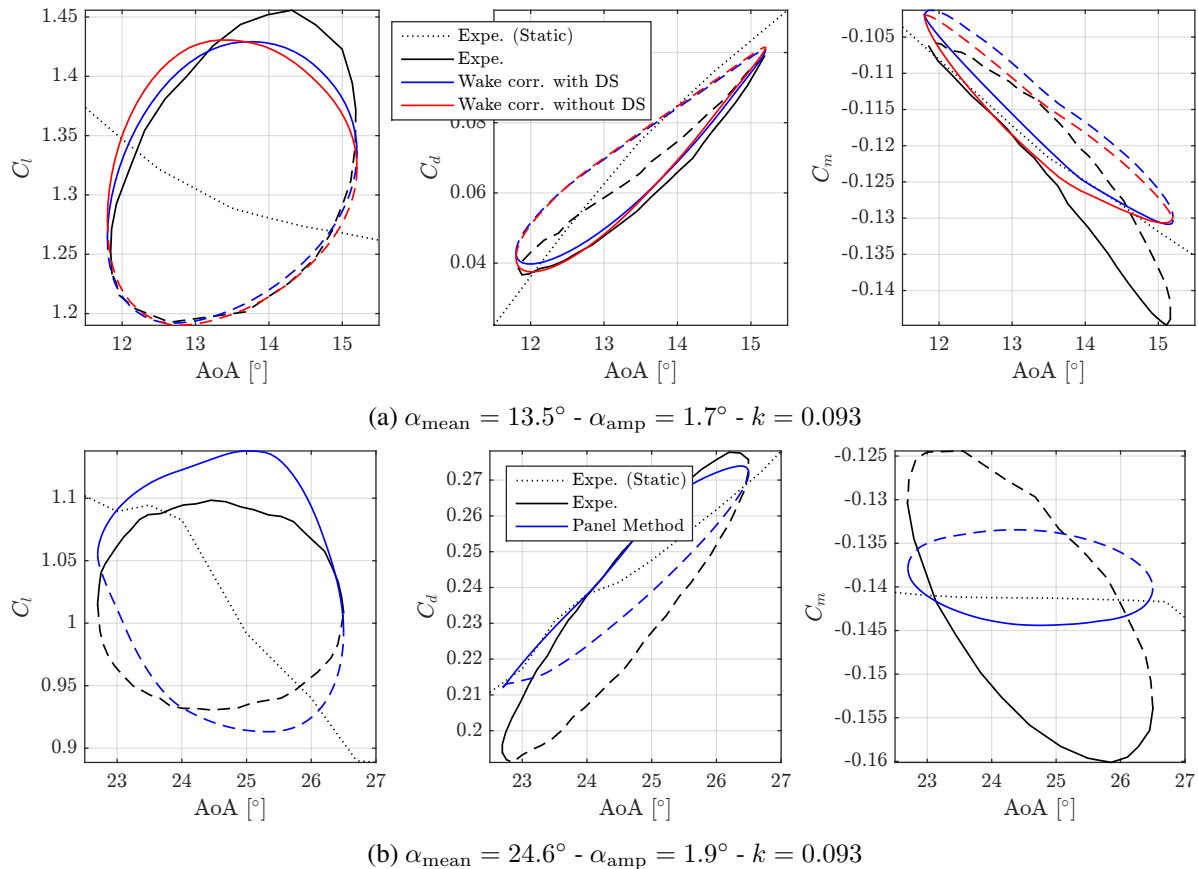 1.45
1.4
1.35
1.3
1.25
1.2
C_l
12 13 14 15
AoA [°]
Expe. (Static)
Expe.
Wake corr. with DS
Wake corr. without DS
0.08
0.06
0.04
C_d
12 13 14 15
AoA [°]
-0.105
-0.11
-0.115
-0.12
-0.125
-0.13
-0.135
-0.14
C_m
12 13 14 15
AoA [°]
(a) α_mean = 13.5° - α_amp = 1.7° - k = 0.093
1.1
1.05
1
0.95
0.9
C_l
23 24 25 26 27
AoA [°]
0.27
0.26
0.25
0.24
0.23
0.22
0.21
0.2
C_d
Expe. (Static)
Expe.
Panel Method
23 24 25 26 27
AoA [°]
-0.125
-0.13
-0.135
-0.14
-0.145
-0.15
-0.155
-0.16
C_m
23 24 25 26 27
AoA [°]
(b) α_mean = 24.6° - α_amp = 1.9° - k = 0.093